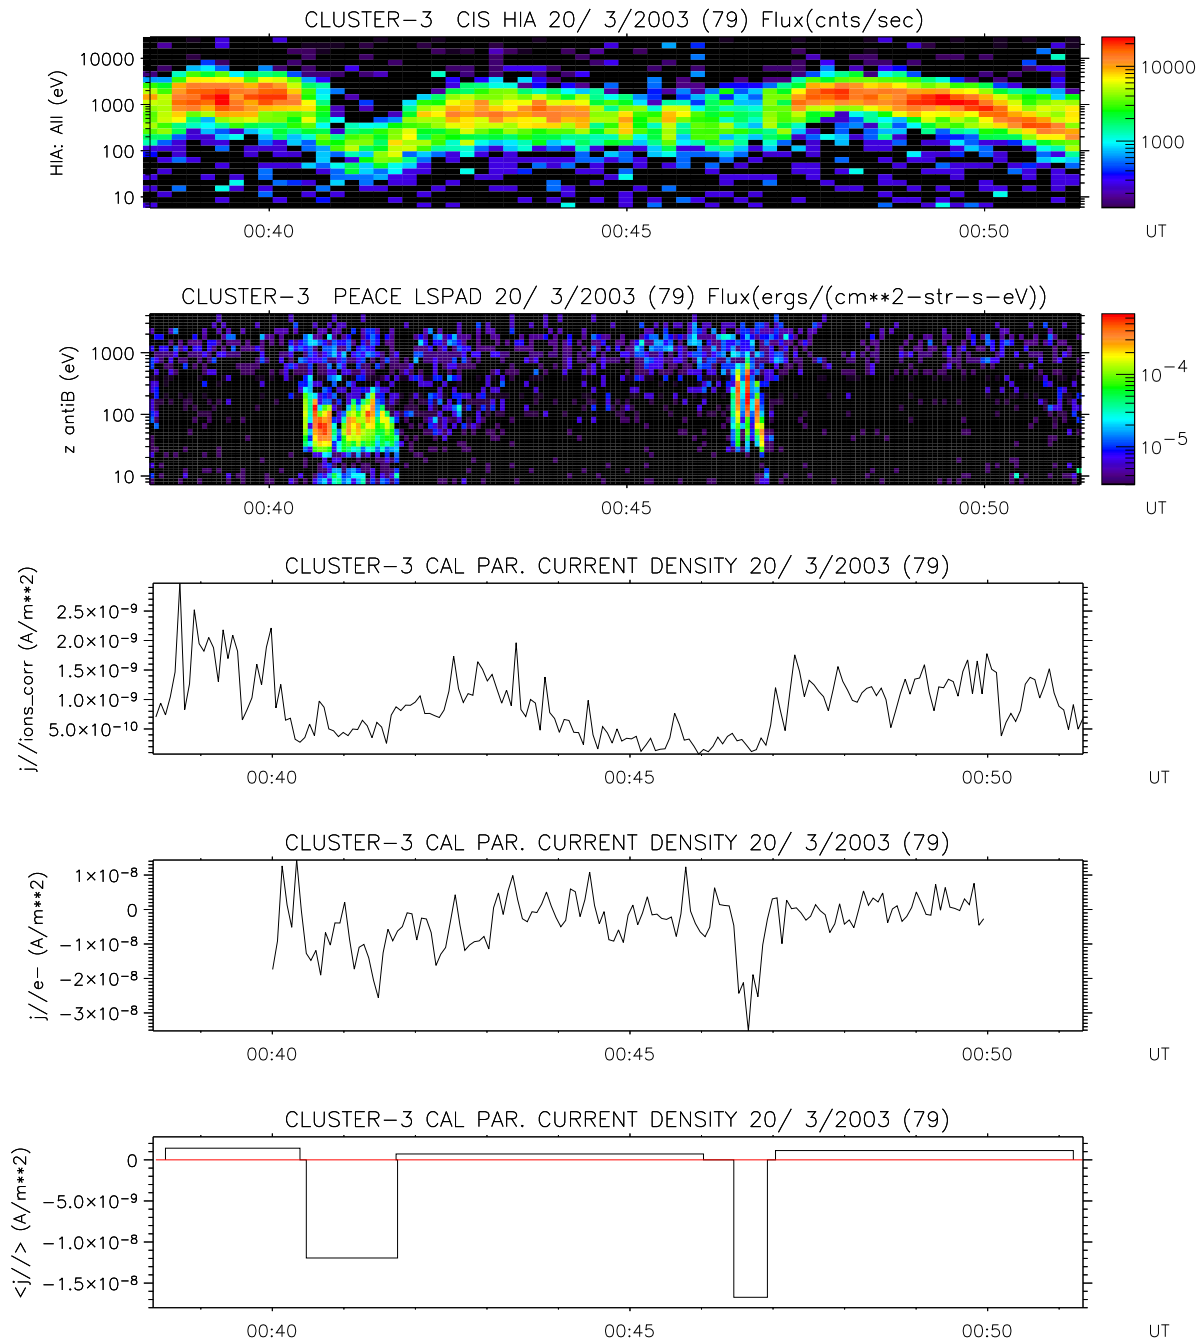 CLUSTER-3 CIS HIA 20/ 3/2003 (79) Flux(cnts/sec)
HIA: All (eV)
10000
1000
100
10
10000
1000
00:40 00:45 00:50 UT
CLUSTER-3 PEACE LSPAD 20/ 3/2003 (79) Flux(ergs/(cm**2-str-s-eV))
z antiB (eV)
1000
100
10
10⁻⁴
10⁻⁵
00:40 00:45 00:50 UT
CLUSTER-3 CAL PAR. CURRENT DENSITY 20/ 3/2003 (79)
j//ions_corr (A/m**2)
2.5×10⁻⁹
2.0×10⁻⁹
1.5×10⁻⁹
1.0×10⁻⁹
5.0×10⁻¹⁰
00:40 00:45 00:50 UT
CLUSTER-3 CAL PAR. CURRENT DENSITY 20/ 3/2003 (79)
j//e- (A/m**2)
1×10⁻⁸
0
-1×10⁻⁸
-2×10⁻⁸
-3×10⁻⁸
00:40 00:45 00:50 UT
CLUSTER-3 CAL PAR. CURRENT DENSITY 20/ 3/2003 (79)
<j//> (A/m**2)
0
-5.0×10⁻⁹
-1.0×10⁻⁸
-1.5×10⁻⁸
00:40 00:45 00:50 UT